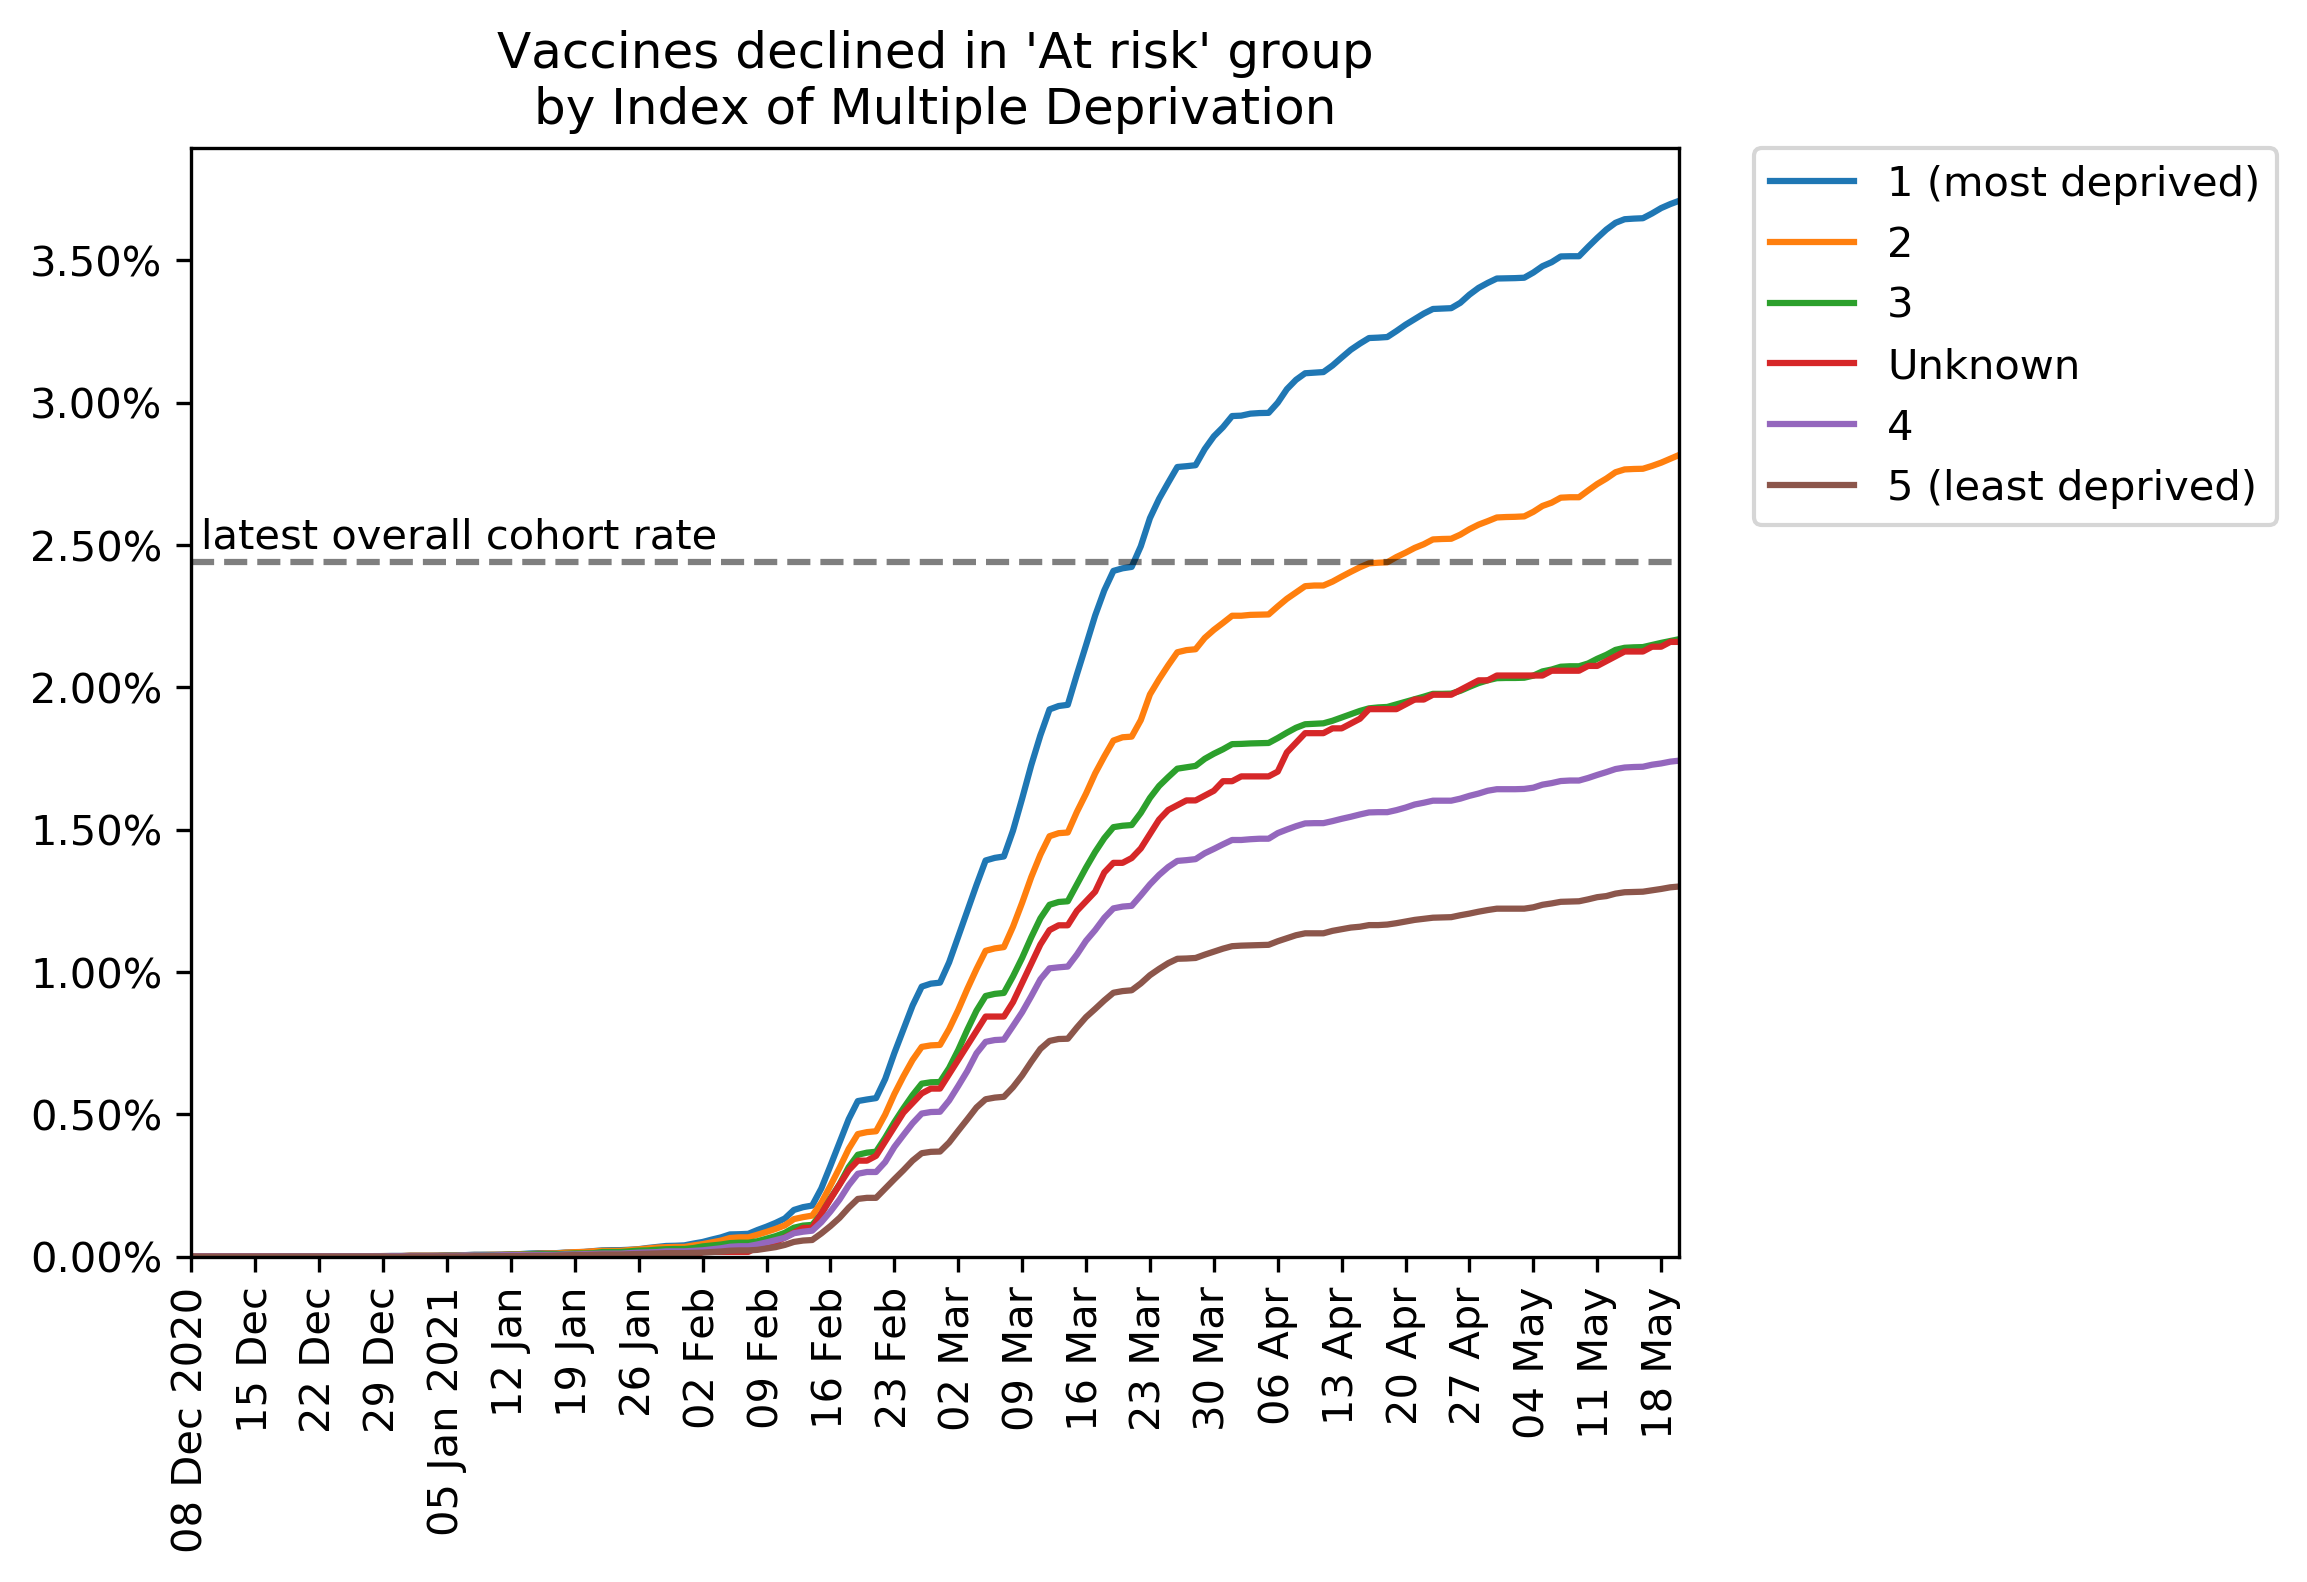 Vaccines declined in 'At risk' group
by Index of Multiple Deprivation
1 (most deprived)
2
3
Unknown
4
5 (least deprived)
3.50%
3.00%
2.50%
2.00%
1.50%
1.00%
0.50%
0.00%
latest overall cohort rate
08 Dec 2020
15 Dec
22 Dec
29 Dec
05 Jan 2021
12 Jan
19 Jan
26 Jan
02 Feb
09 Feb
16 Feb
23 Feb
02 Mar
09 Mar
16 Mar
23 Mar
30 Mar
06 Apr
13 Apr
20 Apr
27 Apr
04 May
11 May
18 May